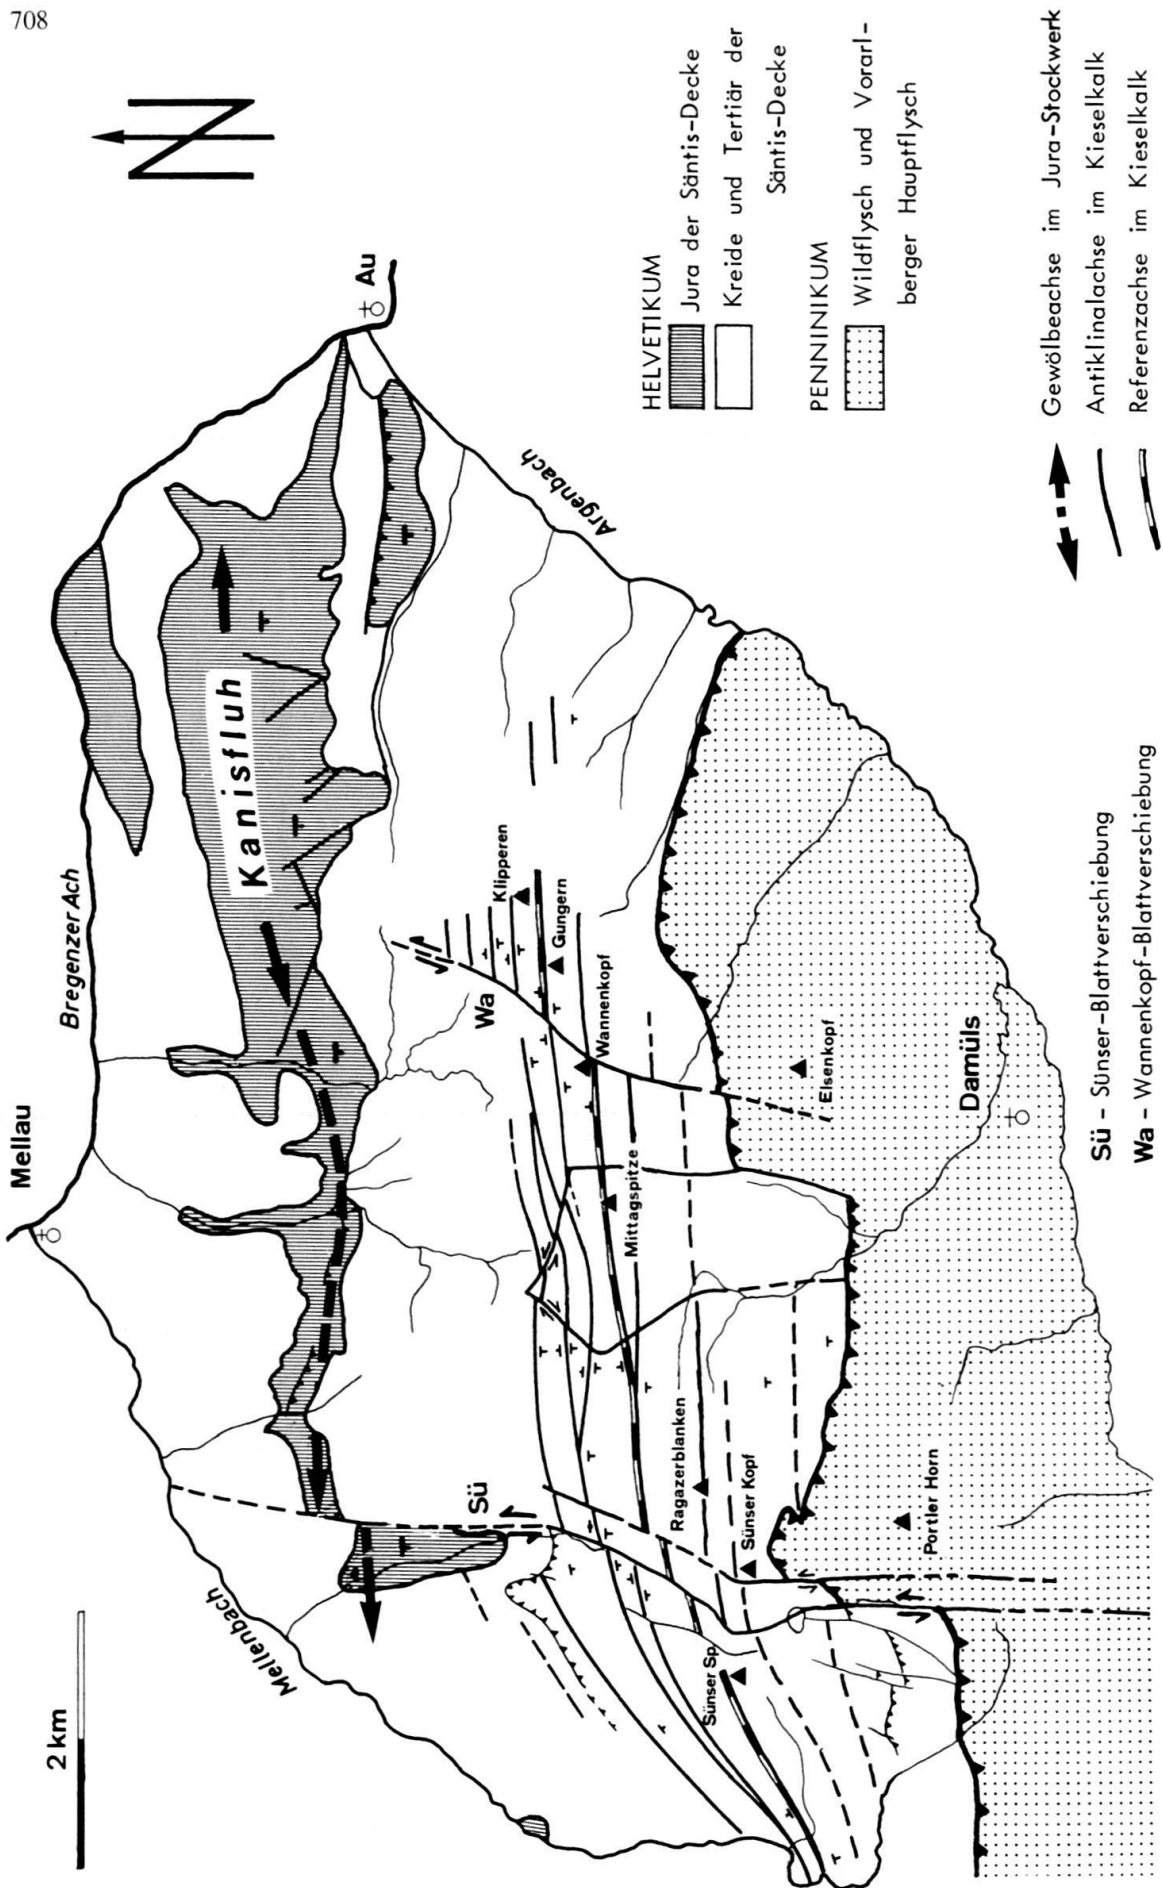 708
N
Mellau
Bregenzer Ach
Au
Kanisfluh
Argenbach
Mellenbach
2 km
Klipperen
Gungern
Wa
Wannenkopf
Mittagspitze
Sü
Ragazerblanken
Sünser Kopf
Sünser Sp.
Elsenkopf
Damüls
Portler Horn
HELVETIKUM
Jura der Säntis-Decke
Kreide und Tertiär der
Säntis-Decke
PENNINIKUM
Wildflysch und Vorarl-
berger Hauptflysch
Gewölbeachse im Jura-Stockwerk
Antiklinalachse im Kieselkalk
Referenzachse im Kieselkalk
Sü - Sünser-Blattverschiebung
Wa - Wannenkopf-Blattverschiebung